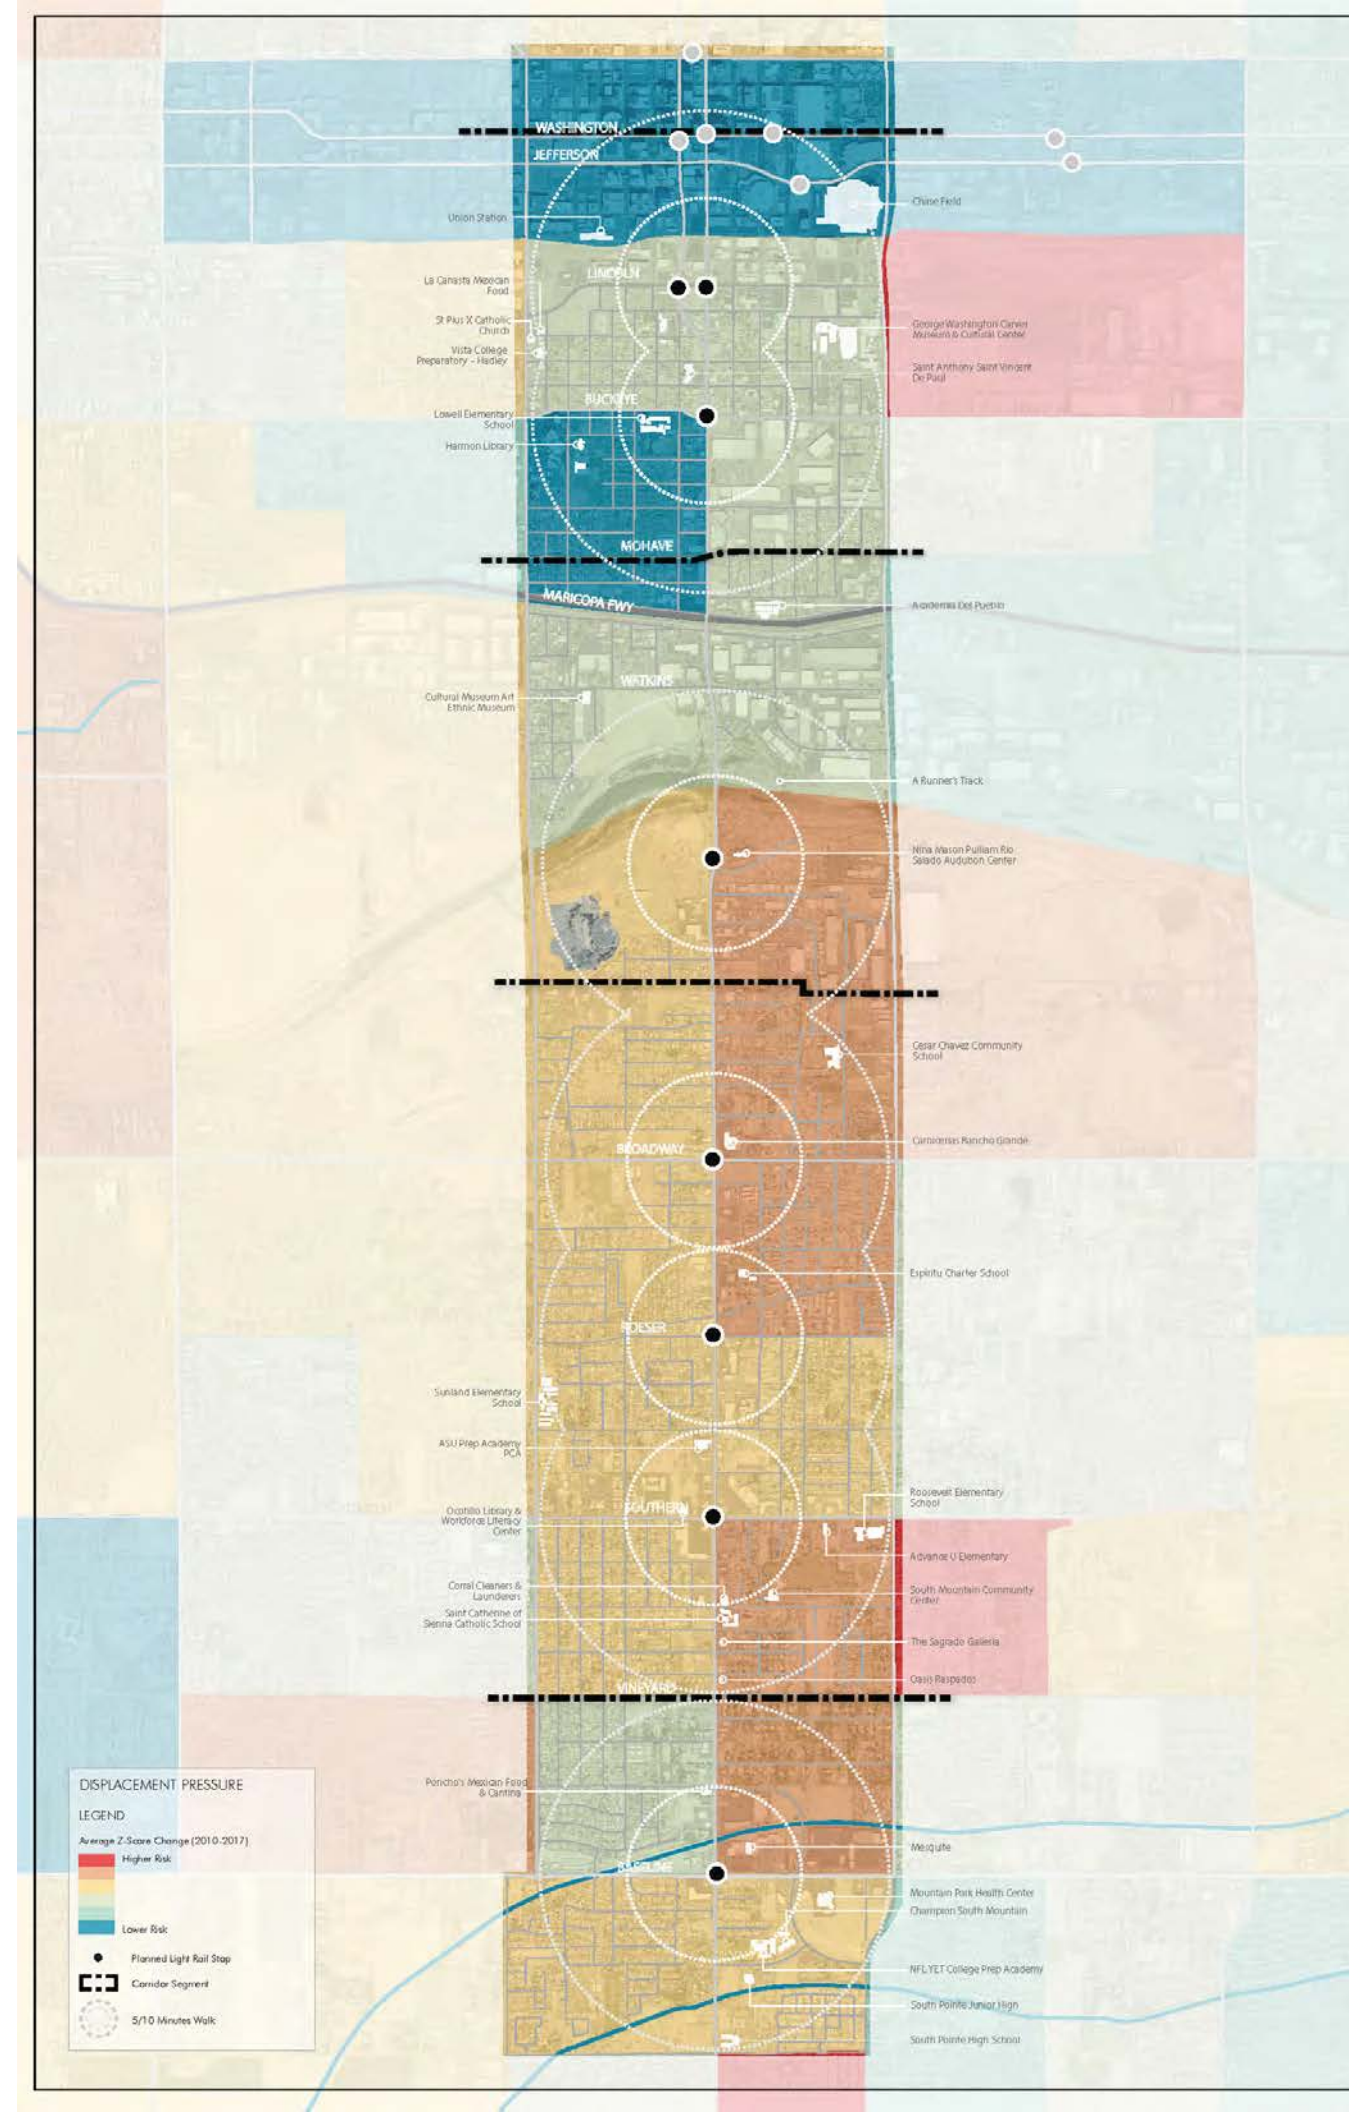 WASHINGTON
JEFFERSON
Chase Field
Union Station
LINCOLN
La Canasta Mexican
Food
St Pius X Catholic
Church
George Washington Carver
Museum & Cultural Center
Vista College
Preparatory - Hadley
Saint Anthony Saint Vincent
De Paul
BUCKEYE
Lowell Elementary
School
Harmon Library
MOHAVE
MARICOPA FWY
Academia Del Pueblo
WATKINS
Cultural Museum Art
Ethnic Museum
A Runner's Track
Nina Mason Pulliam Rio
Salado Audubon Center
Cesar Chavez Community
School
BROADWAY
Carnicerias Rancho Grande
Espiritu Charter School
ROESER
Sunland Elementary
School
ASU Prep Academy
PCA
Roosevelt Elementary
School
SOUTHERN
Ocotillo Library &
Workforce Literacy
Center
Advance U Elementary
Corral Cleaners &
Launderers
South Mountain Community
Center
Saint Catherine of
Sienna Catholic School
The Sagrado Galleria
Oasis Raspados
VINEYARD
Poncho's Mexican Food
& Cantina
Mesquite
BASELINE
Mountain Park Health Center
Champion South Mountain
NFL YET College Prep Academy
South Pointe Junior High
South Pointe High School
DISPLACEMENT PRESSURE
LEGEND
Average Z-Score Change (2010-2017)
Higher Risk
Lower Risk
Planned Light Rail Stop
Corridor Segment
5/10 Minutes Walk